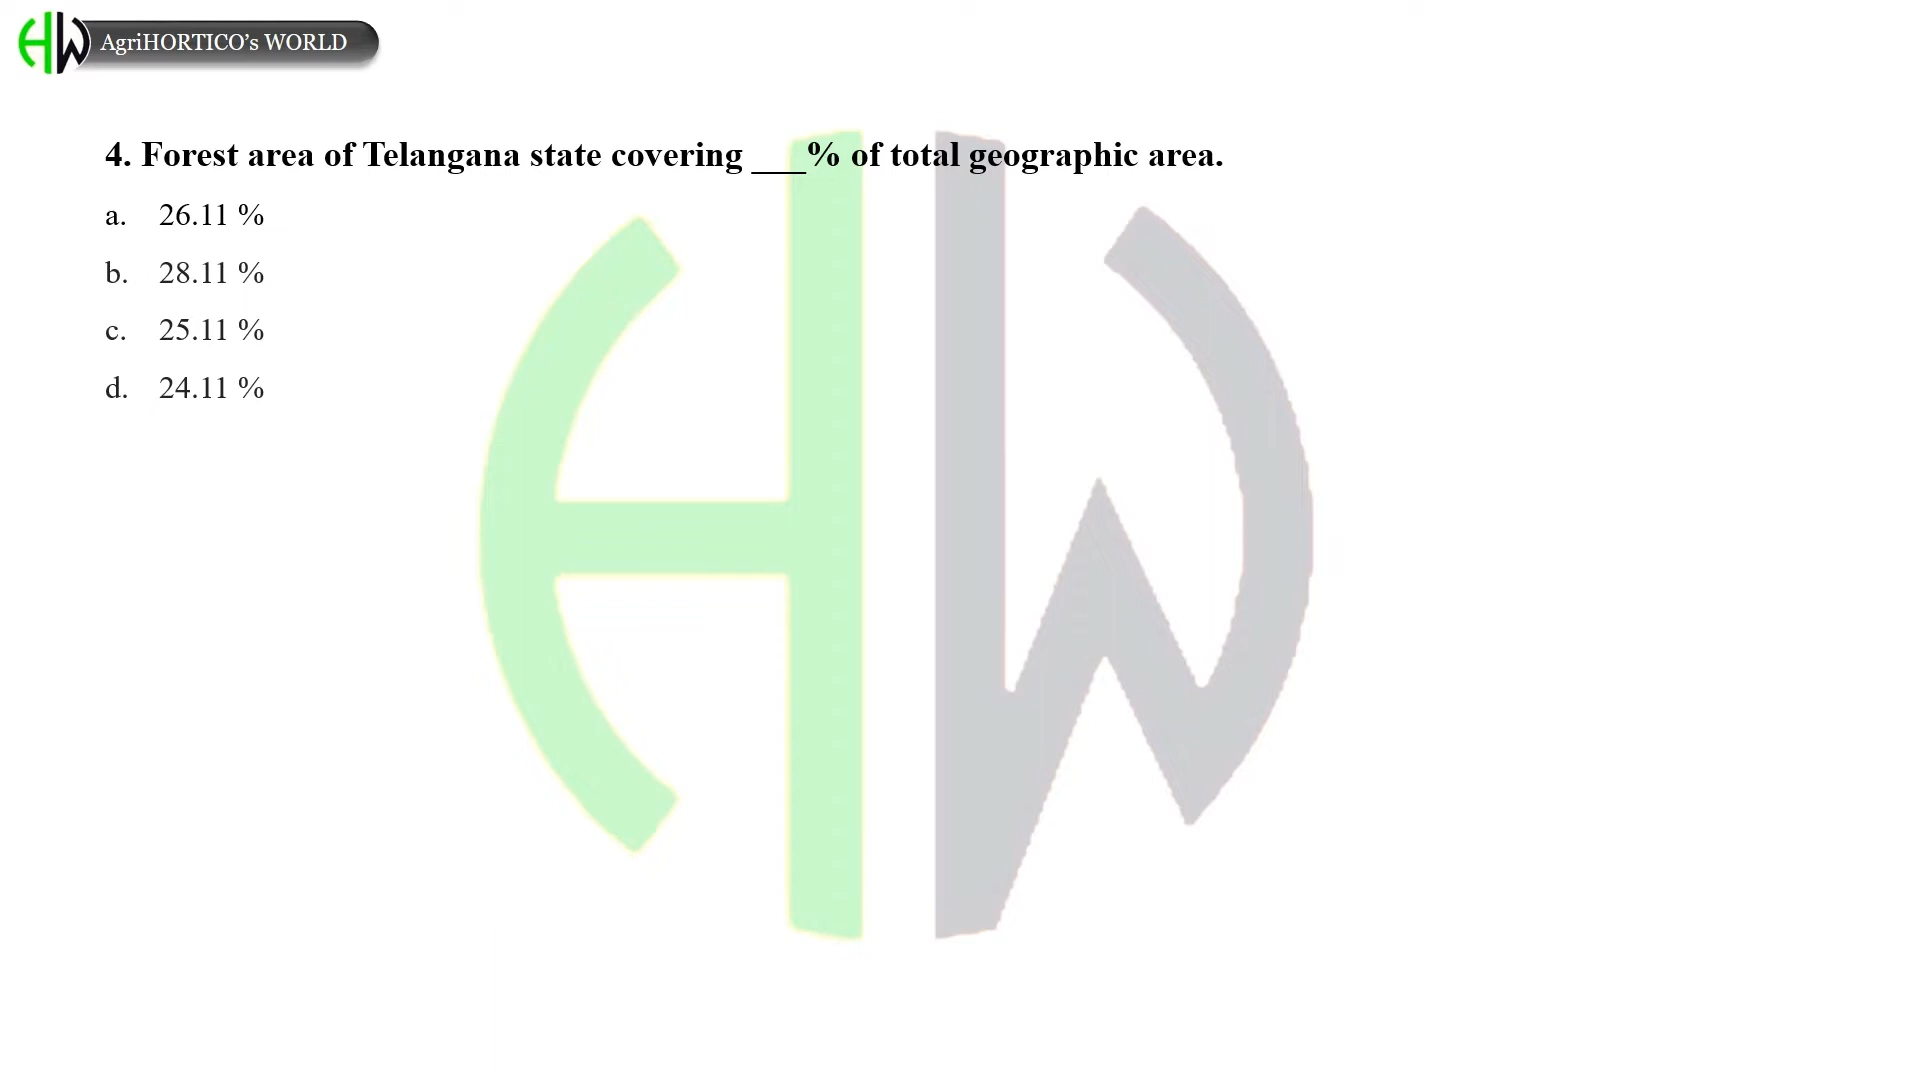 AgriHORTICO’s WORLD
4. Forest area of Telangana state covering ___% of total geographic area.
a. 26.11 %
b. 28.11 %
c. 25.11 %
d. 24.11 %